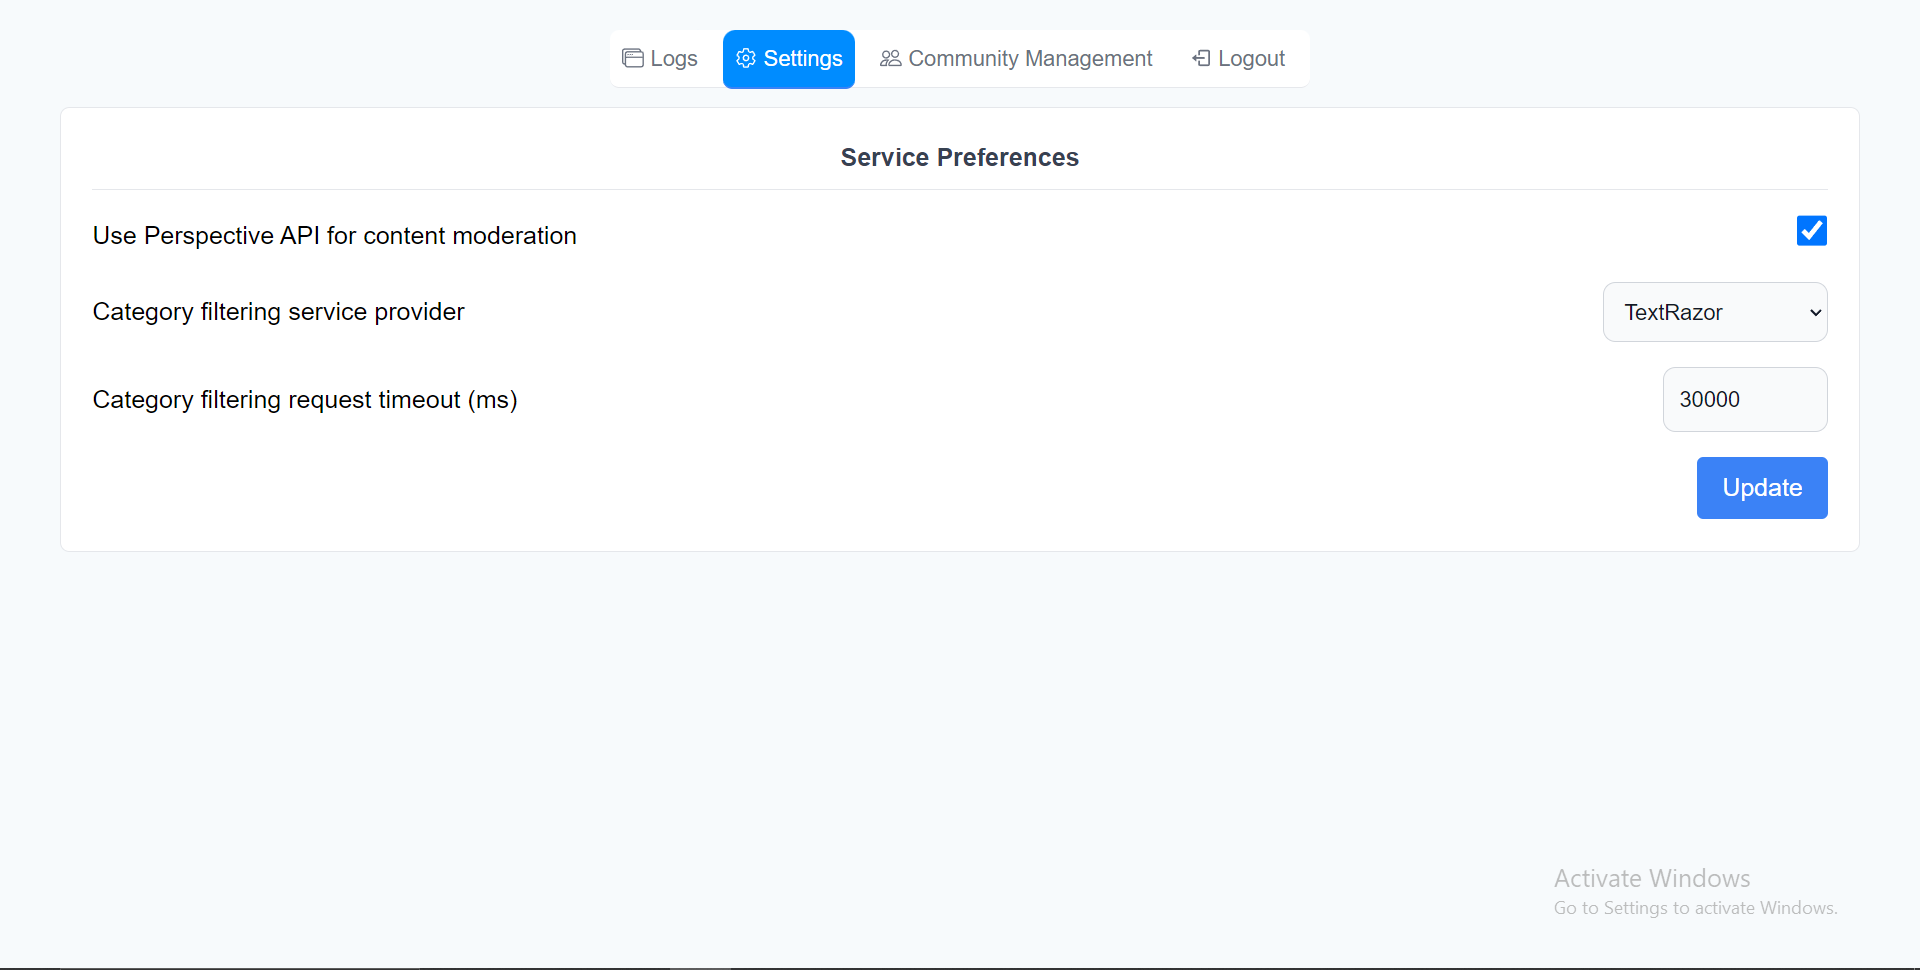 Logs Settings Community Management Logout
Service Preferences
Use Perspective API for content moderation
Category filtering service provider TextRazor
Category filtering request timeout (ms) 30000
Update
Activate Windows
Go to Settings to activate Windows.